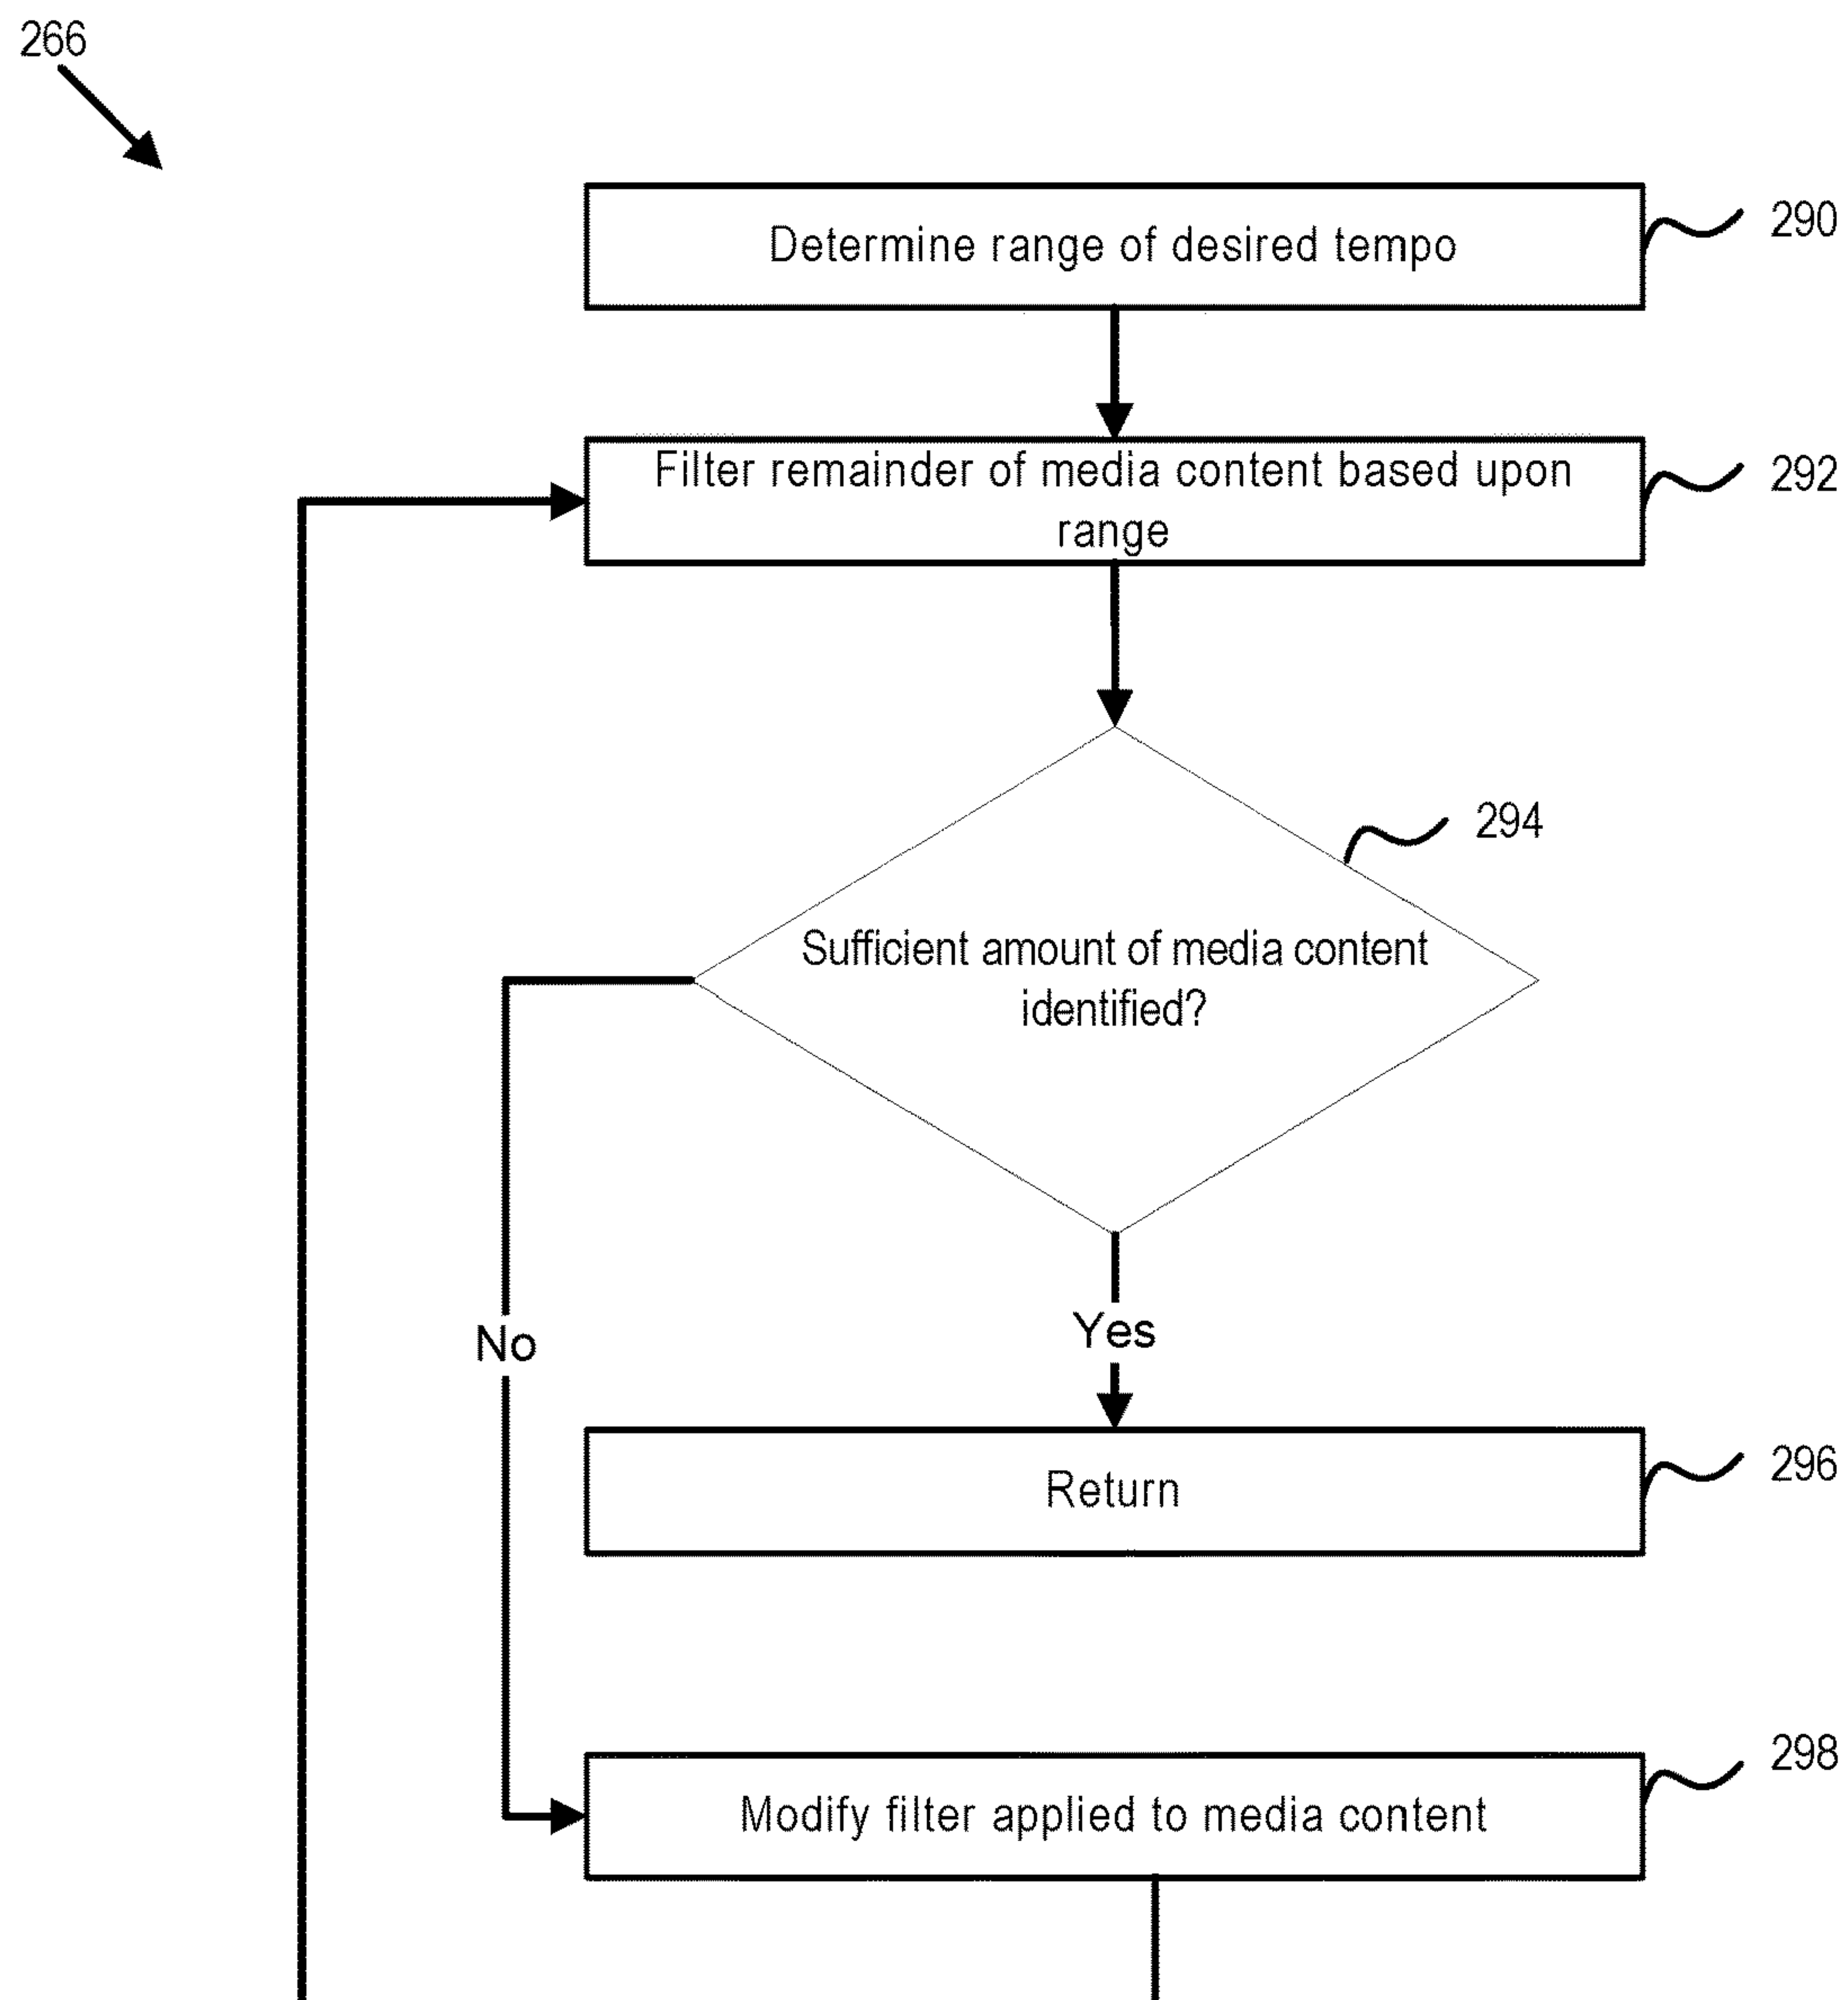 266
Determine range of desired tempo
290
Filter remainder of media content based upon
range
292
294
Sufficient amount of media content
identified?
No
Yes
Return
296
Modify filter applied to media content
298